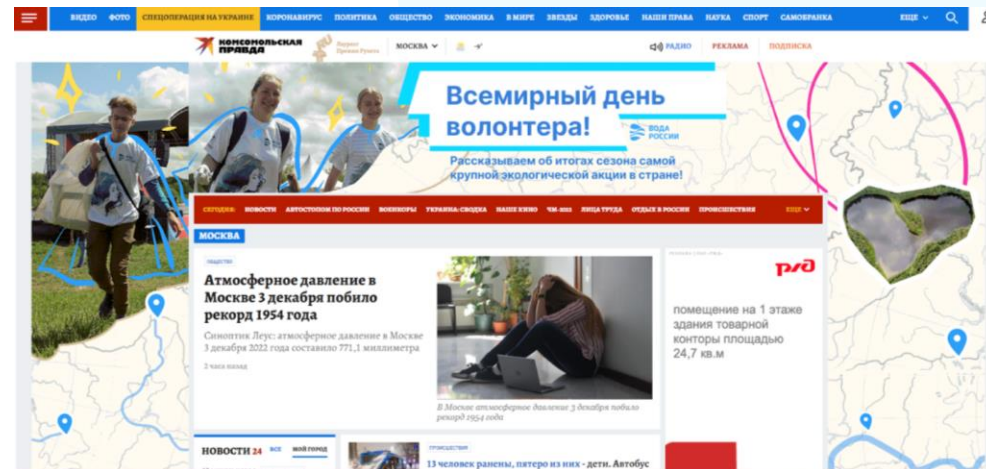 ВИДЕО ФОТО СПЕЦОПЕРАЦИЯ НА УКРАИНЕ КОРОНАВИРУС ПОЛИТИКА ОБЩЕСТВО ЭКОНОМИКА В МИРЕ ЗВЕЗДЫ ЗДОРОВЬЕ НАШИ ПРАВА НАУКА СПОРТ САМОБРАНКА ЕЩЕ
КОМСОМОЛЬСКАЯ
ПРАВДА
Лауреат
Премии Рунета
МОСКВА
РАДИО РЕКЛАМА ПОДПИСКА
Всемирный день
волонтера!
ВОДА
РОССИИ
Рассказываем об итогах сезона самой
крупной экологической акции в стране!
СЕГОДНЯ: НОВОСТИ АВТОСТОПОМ ПО РОССИИ ВОЕНКОРЫ УКРАИНА: СВОДКА НАШЕ КИНО ЧМ-2022 ЛИЦА ТРУДА ОТДЫХ В РОССИИ ПРОИСШЕСТВИЯ ЕЩЕ
МОСКВА
ОБЩЕСТВО
Атмосферное давление в
Москве 3 декабря побило
рекорд 1954 года
Синоптик Леус: атмосферное давление в Москве
3 декабря 2022 года составило 771,1 миллиметра
2 часа назад
В Москве атмосферное давление 3 декабря побило
рекорд 1954 года
ржд
помещение на 1 этаже
здания товарной
конторы площадью
24,7 кв.м
НОВОСТИ 24 ВСЕ МОЙ ГОРОД
ПРОИСШЕСТВИЯ
13 человек ранены, пятеро из них - дети. Автобус